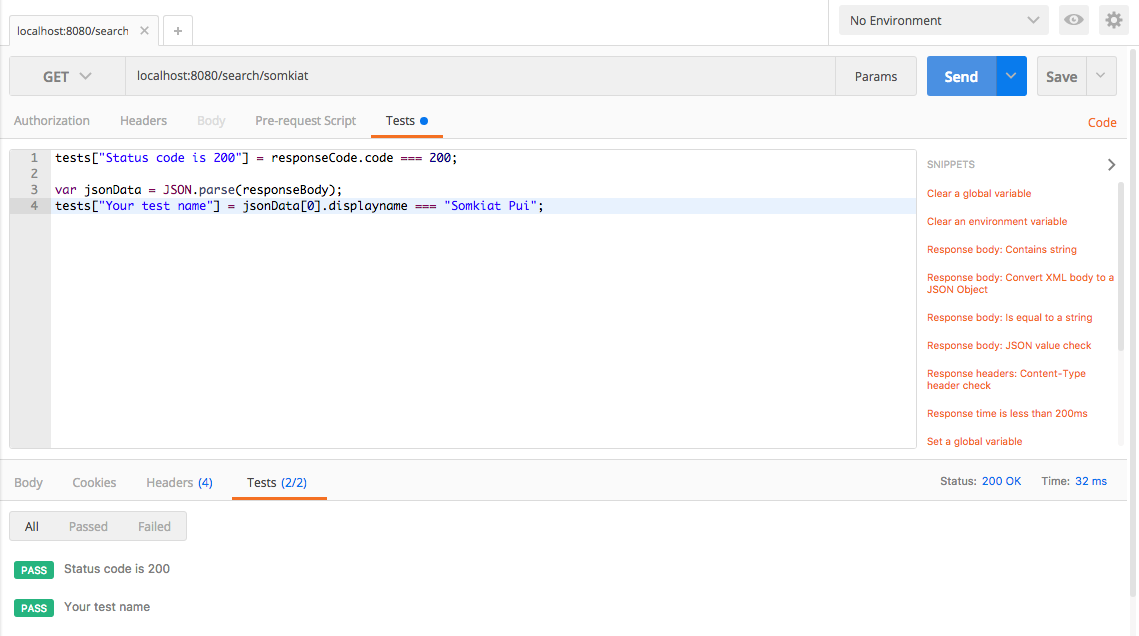 localhost:8080/search
No Environment
GET
localhost:8080/search/somkiat
Params
Send
Save
Authorization
Headers
Body
Pre-request Script
Tests
Code
1 tests["Status code is 200"] = responseCode.code === 200;
2
3 var jsonData = JSON.parse(responseBody);
4 tests["Your test name"] = jsonData[0].displayname === "Somkiat Pui";
SNIPPETS
Clear a global variable
Clear an environment variable
Response body: Contains string
Response body: Convert XML body to a
JSON Object
Response body: Is equal to a string
Response body: JSON value check
Response headers: Content-Type
header check
Response time is less than 200ms
Set a global variable
Body
Cookies
Headers (4)
Tests (2/2)
Status: 200 OK
Time: 32 ms
All
Passed
Failed
PASS Status code is 200
PASS Your test name